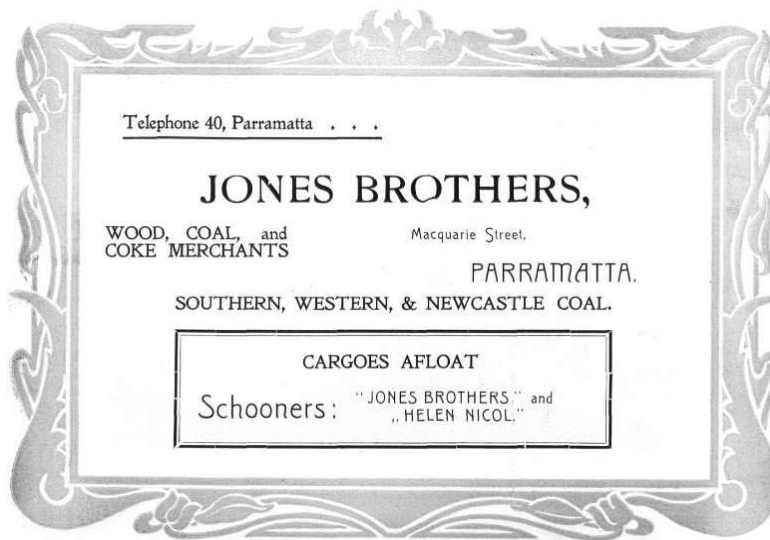 Telephone 40, Parramatta . . .
JONES BROTHERS,
WOOD, COAL, and
COKE MERCHANTS
Macquarie Street,
PARRAMATTA.
SOUTHERN, WESTERN, & NEWCASTLE COAL.
CARGOES AFLOAT
Schooners: "JONES BROTHERS" and
„HELEN NICOL."